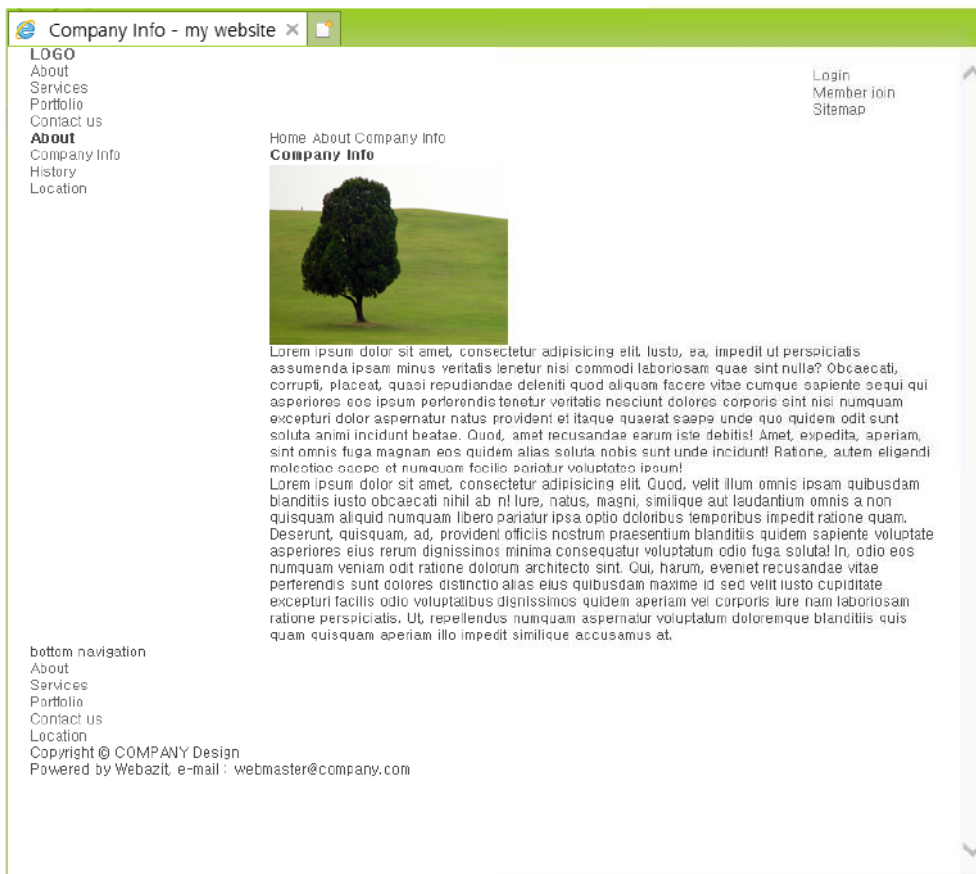 Company Info - my website
LOGO
About
Services
Portfolio
Contact us
Login
Member join
Sitemap
About
Company Info
History
Location
Home About Company Info
Company Info
Lorem ipsum dolor sit amet, consectetur adipisicing elit. Iusto, ea, impedit ut perspiciatis
assumenda ipsam minus veritatis tenetur nisi commodi laboriosam quae sint nulla? Obcaecati,
corrupti, placeat, quasi repudiandae deleniti quod aliquam facere vitae cumque sapiente sequi qui
asperiores eos ipsum perferendis tenetur veritatis nesciunt dolores corporis sint nisi numquam
excepturi dolor aspernatur natus provident et itaque quaerat saepe unde quo quidem odit sunt
soluta animi incidunt beatae. Quod, amet recusandae earum iste debitis! Amet, expedita, aperiam,
sint omnis fuga magnam eos quidem alias soluta nobis sunt unde incidunt! Ratione, autem eligendi
molestiae saepe et numquam facilis pariatur voluptates ipsum!
Lorem ipsum dolor sit amet, consectetur adipisicing elit. Quod, velit illum omnis ipsam quibusdam
blanditiis iusto obcaecati nihil ab n! Iure, natus, magni, similique aut laudantium omnis a non
quisquam aliquid numquam libero pariatur ipsa optio doloribus temporibus impedit ratione quam.
Deserunt, quisquam, ad, provident officiis nostrum praesentium blanditiis quidem sapiente voluptate
asperiores eius rerum dignissimos minima consequatur voluptatum odio fuga soluta! In, odio eos
numquam veniam odit ratione dolorum architecto sint. Qui, harum, eveniet recusandae vitae
perferendis sunt dolores distinctio alias eius quibusdam maxime id sed velit iusto cupiditate
excepturi facilis odio voluptatibus dignissimos quidem aperiam vel corporis iure nam laboriosam
ratione perspiciatis. Ut, repellendus numquam aspernatur voluptatum doloremque blanditiis quis
quam quisquam aperiam illo impedit similique accusamus at.
bottom navigation
About
Services
Portfolio
Contact us
Location
Copyright © COMPANY Design
Powered by Webazit, e-mail : webmaster@company.com